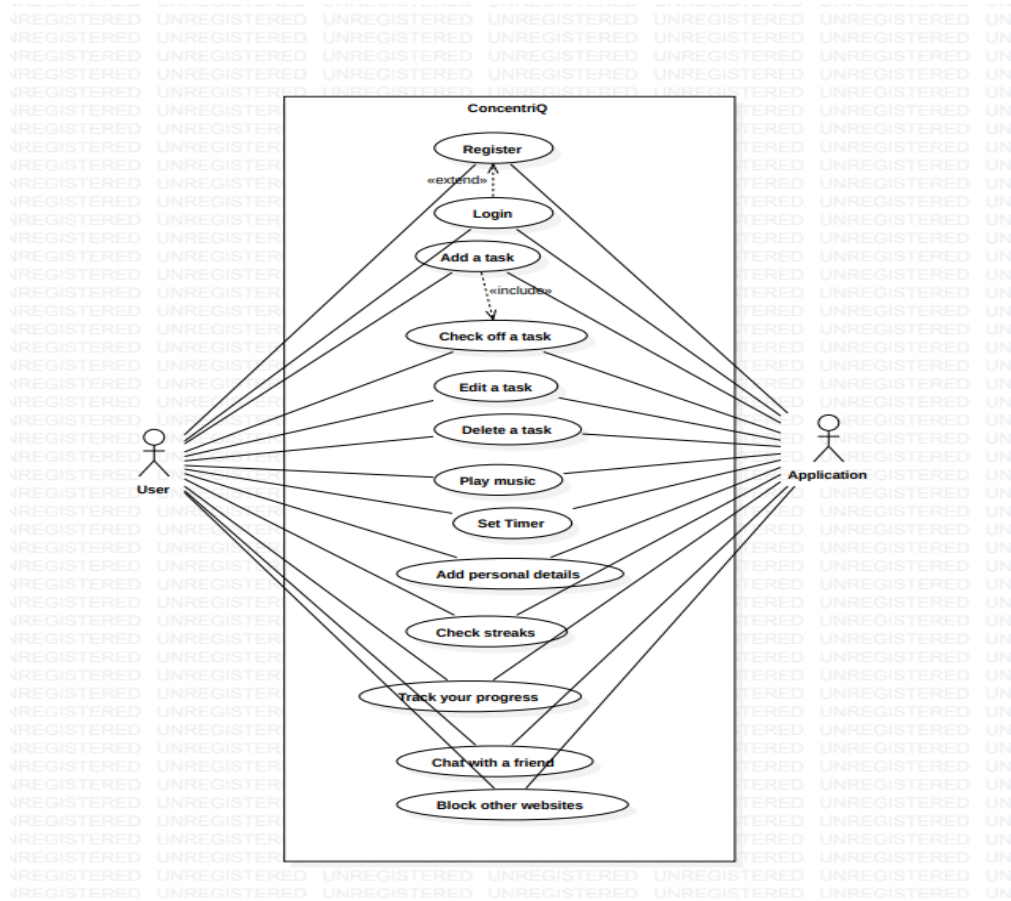 ConcentriQ
Register
«extend»
Login
Add a task
«include»
Check off a task
Edit a task
Delete a task
Play music
Set Timer
Add personal details
Check streaks
Track your progress
Chat with a friend
Block other websites
User
Application
UNREGISTERED